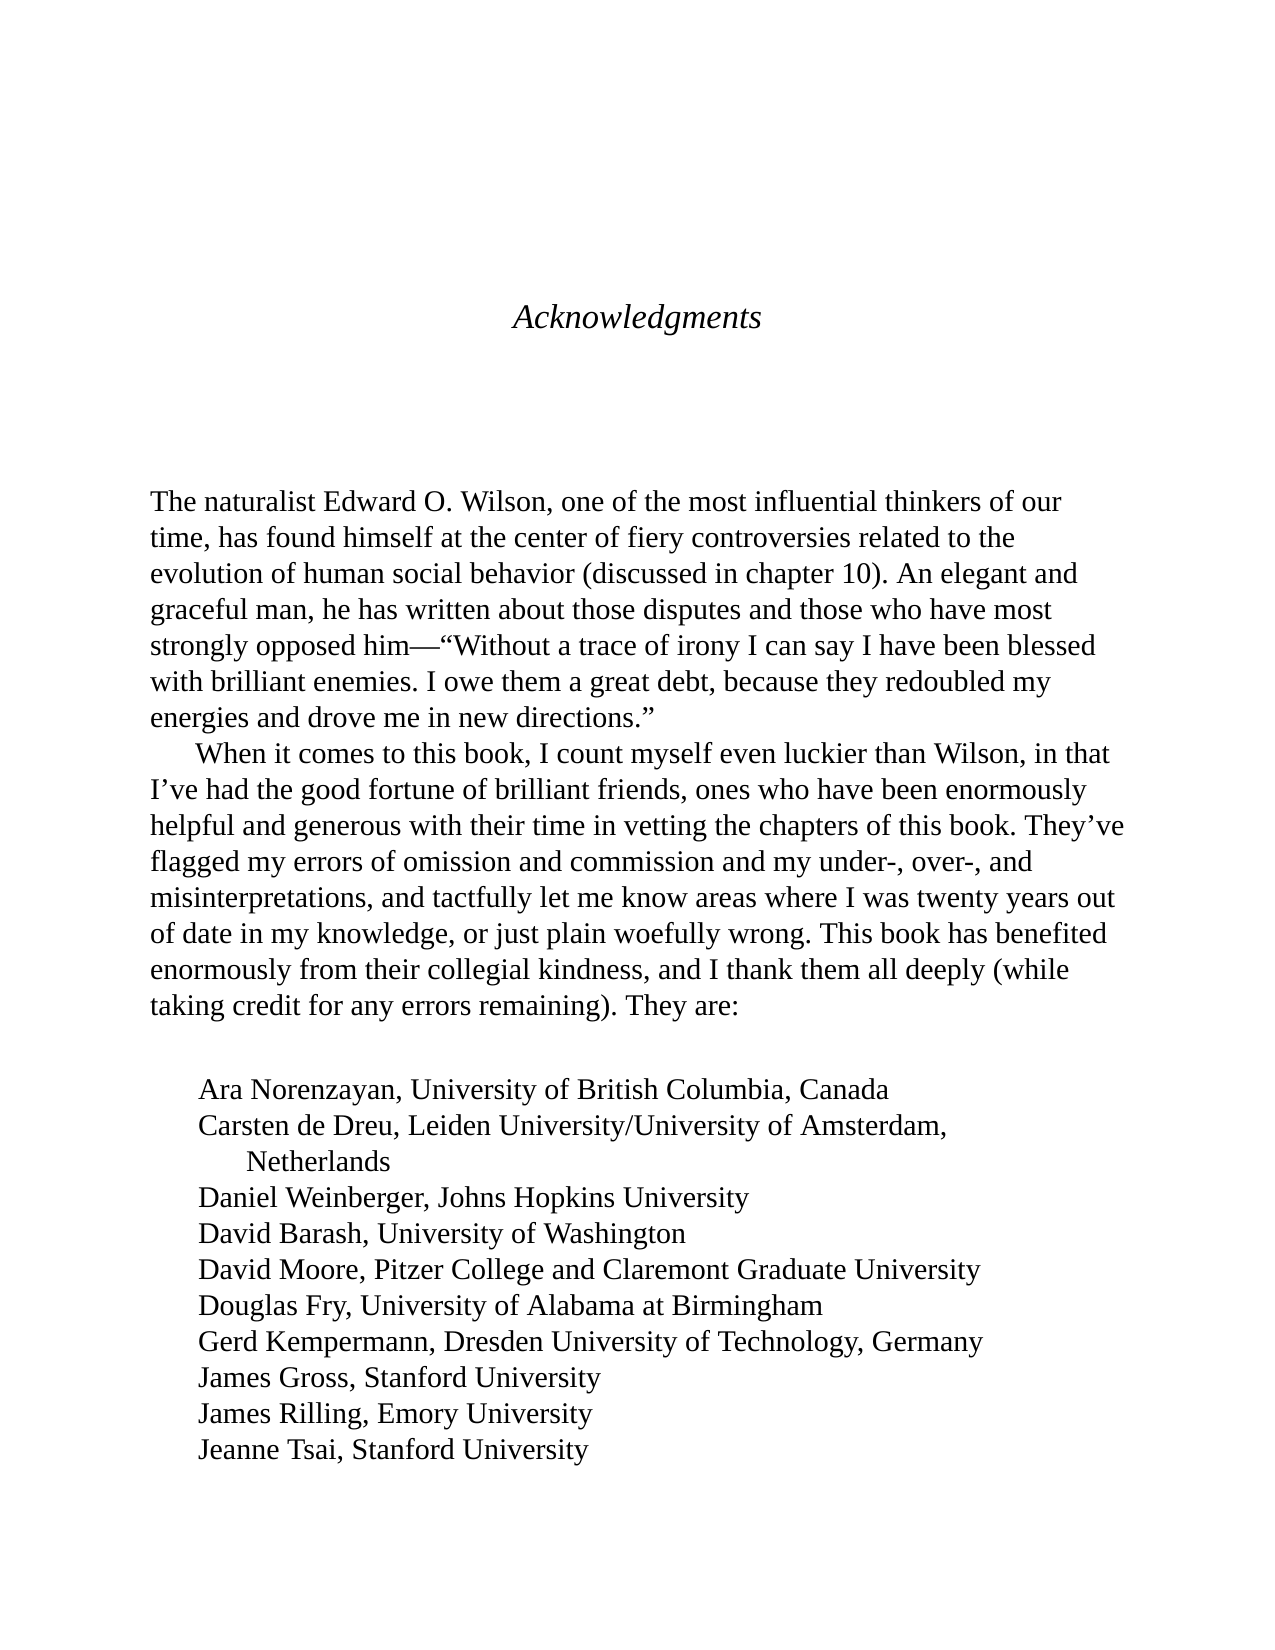 Acknowledgments
The naturalist Edward O. Wilson, one of the most influential thinkers of our
time, has found himself at the center of fiery controversies related to the
evolution of human social behavior (discussed in chapter 10). An elegant and
graceful man, he has written about those disputes and those who have most
strongly opposed him—“Without a trace of irony I can say I have been blessed
with brilliant enemies. I owe them a great debt, because they redoubled my
energies and drove me in new directions.”
When it comes to this book, I count myself even luckier than Wilson, in that
I’ve had the good fortune of brilliant friends, ones who have been enormously
helpful and generous with their time in vetting the chapters of this book. They’ve
flagged my errors of omission and commission and my under-, over-, and
misinterpretations, and tactfully let me know areas where I was twenty years out
of date in my knowledge, or just plain woefully wrong. This book has benefited
enormously from their collegial kindness, and I thank them all deeply (while
taking credit for any errors remaining). They are:
Ara Norenzayan, University of British Columbia, Canada
Carsten de Dreu, Leiden University/University of Amsterdam,
Netherlands
Daniel Weinberger, Johns Hopkins University
David Barash, University of Washington
David Moore, Pitzer College and Claremont Graduate University
Douglas Fry, University of Alabama at Birmingham
Gerd Kempermann, Dresden University of Technology, Germany
James Gross, Stanford University
James Rilling, Emory University
Jeanne Tsai, Stanford University